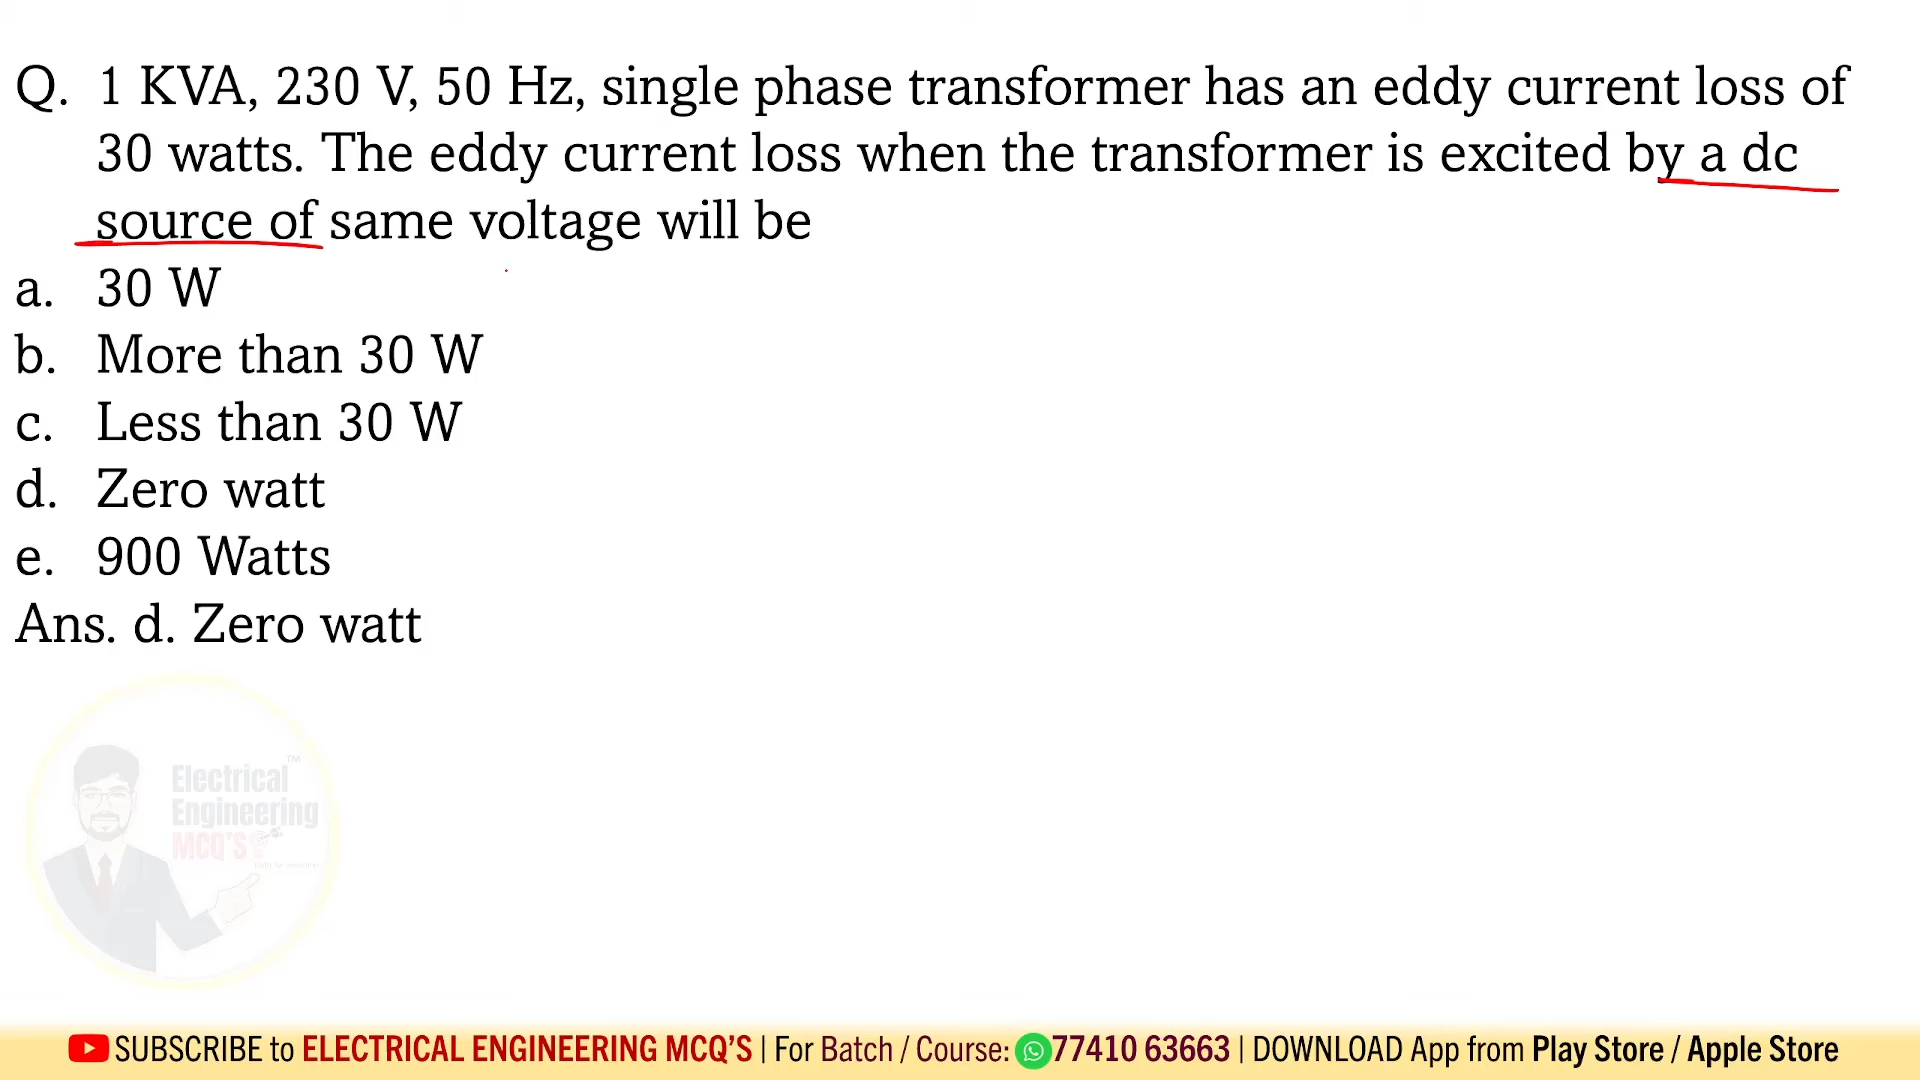 Q. 1 KVA, 230 V, 50 Hz, single phase transformer has an eddy current loss of
30 watts. The eddy current loss when the transformer is excited by a dc
source of same voltage will be
a. 30 W
b. More than 30 W
c. Less than 30 W
d. Zero watt
e. 900 Watts
Ans. d. Zero watt
Electrical™
Engineering
MCQ'S
SUBSCRIBE to ELECTRICAL ENGINEERING MCQ'S | For Batch / Course: 77410 63663 | DOWNLOAD App from Play Store / Apple Store